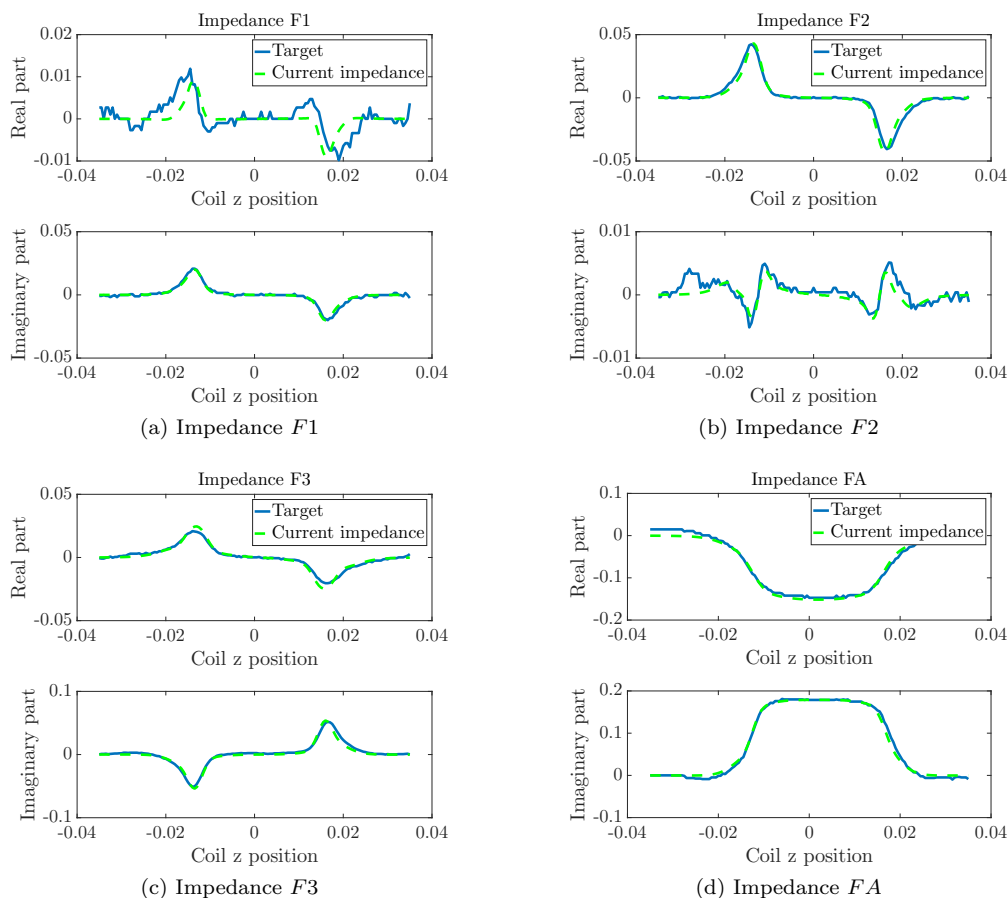 Impedance F1
0.02
0.01
0
-0.01
-0.04
-0.02
0
0.02
0.04
Real part
Coil z position
Target
Current impedance
0.05
0
-0.05
-0.04
-0.02
0
0.02
0.04
Imaginary part
Coil z position
(a) Impedance F1
Impedance F2
0.05
0
-0.05
-0.04
-0.02
0
0.02
0.04
Real part
Coil z position
Target
Current impedance
0.01
0
-0.01
-0.04
-0.02
0
0.02
0.04
Imaginary part
Coil z position
(b) Impedance F2
Impedance F3
0.05
0
-0.05
-0.04
-0.02
0
0.02
0.04
Real part
Coil z position
Target
Current impedance
0.1
0
-0.1
-0.04
-0.02
0
0.02
0.04
Imaginary part
Coil z position
(c) Impedance F3
Impedance FA
0.1
0
-0.1
-0.2
-0.04
-0.02
0
0.02
0.04
Real part
Coil z position
Target
Current impedance
0.2
0
-0.1
-0.04
-0.02
0
0.02
0.04
Imaginary part
Coil z position
(d) Impedance FA